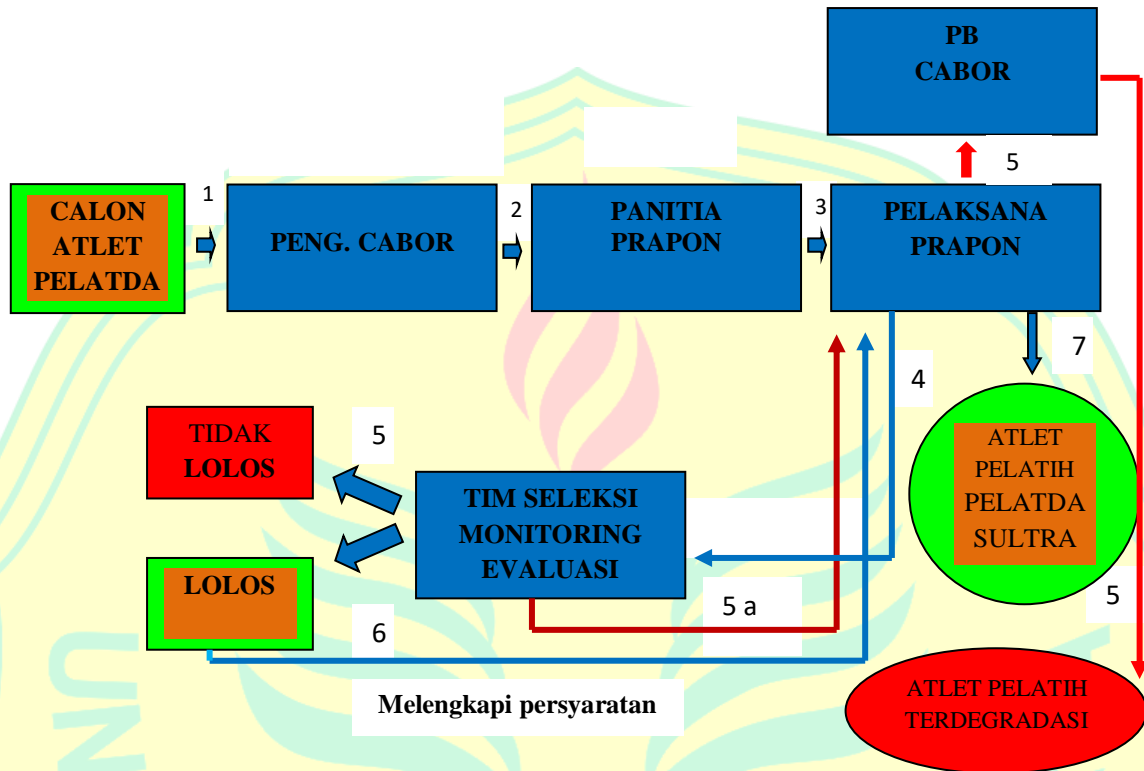 PB
CABOR
5
1
2
3
CALON
ATLET
PELATDA
PENG. CABOR
PANITIA
PRAPON
PELAKSANA
PRAPON
7
4
TIDAK
LOLOS
5
ATLET
PELATIH
PELATDA
SULTRA
TIM SELEKSI
MONITORING
EVALUASI
LOLOS
5 a
5
6
Melengkapi persyaratan
ATLET PELATIH
TERDEGRADASI
UN